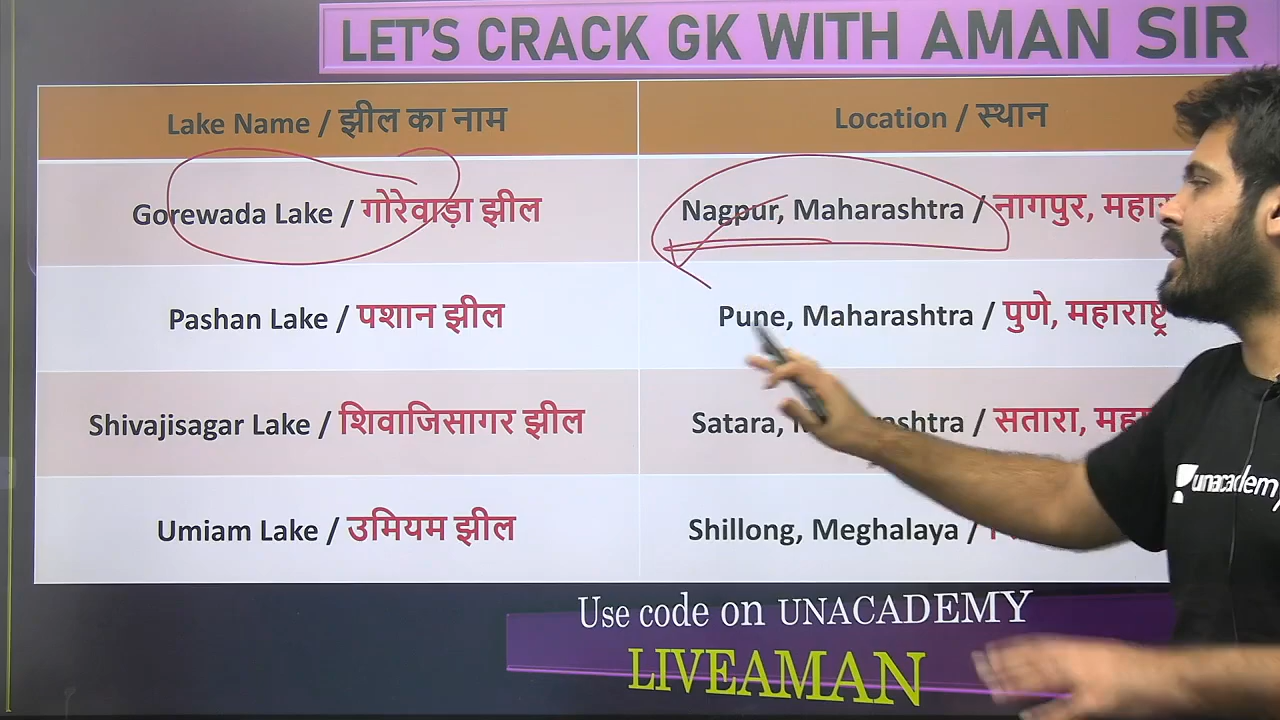 LET'S CRACK GK WITH AMAN SIR
Lake Name / झील का नाम
Location / स्थान
Gorewada Lake / गोरेवाड़ा झील
Nagpur, Maharashtra / नागपुर,
Pashan Lake / पशान झील
Pune, Maharashtra / पुणे, महाराष्ट्र
Shivajisagar Lake / शिवाजिसागर झील
Satara, / सतारा,
Umiam Lake / उमियम झील
Shillong, Meghalaya /
unacademy
Use code on UNACADEMY
LIVEAMAN